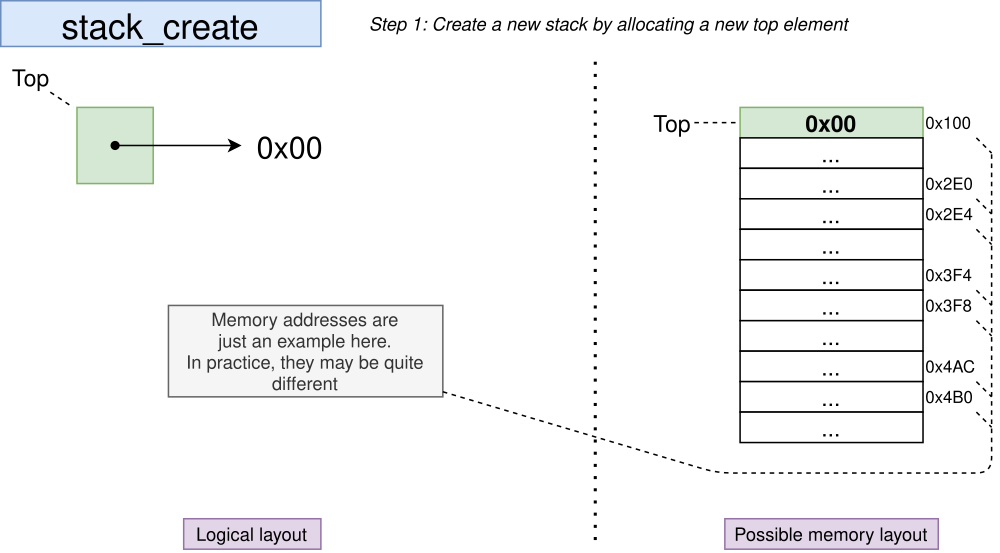 stack_create
Step 1: Create a new stack by allocating a new top element
Top
0x00
Memory addresses are
just an example here.
In practice, they may be quite
different
Logical layout
Top
0x00 0x100
...
... 0x2E0
... 0x2E4
...
... 0x3F4
... 0x3F8
...
... 0x4AC
... 0x4B0
...
Possible memory layout